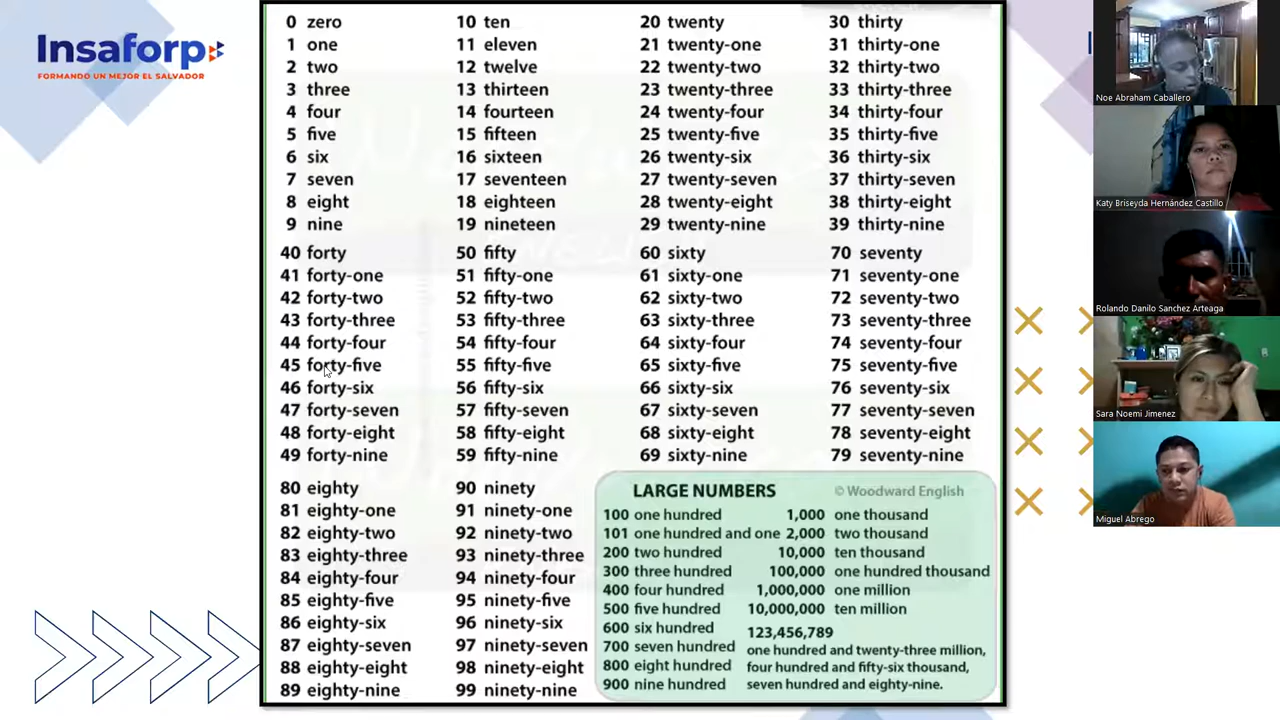 Insaforp
FORMANDO UN MEJOR EL SALVADOR
0 zero
1 one
2 two
3 three
4 four
5 five
6 six
7 seven
8 eight
9 nine
10 ten
11 eleven
12 twelve
13 thirteen
14 fourteen
15 fifteen
16 sixteen
17 seventeen
18 eighteen
19 nineteen
20 twenty
21 twenty-one
22 twenty-two
23 twenty-three
24 twenty-four
25 twenty-five
26 twenty-six
27 twenty-seven
28 twenty-eight
29 twenty-nine
30 thirty
31 thirty-one
32 thirty-two
33 thirty-three
34 thirty-four
35 thirty-five
36 thirty-six
37 thirty-seven
38 thirty-eight
39 thirty-nine
40 forty
41 forty-one
42 forty-two
43 forty-three
44 forty-four
45 forty-five
46 forty-six
47 forty-seven
48 forty-eight
49 forty-nine
50 fifty
51 fifty-one
52 fifty-two
53 fifty-three
54 fifty-four
55 fifty-five
56 fifty-six
57 fifty-seven
58 fifty-eight
59 fifty-nine
60 sixty
61 sixty-one
62 sixty-two
63 sixty-three
64 sixty-four
65 sixty-five
66 sixty-six
67 sixty-seven
68 sixty-eight
69 sixty-nine
70 seventy
71 seventy-one
72 seventy-two
73 seventy-three
74 seventy-four
75 seventy-five
76 seventy-six
77 seventy-seven
78 seventy-eight
79 seventy-nine
80 eighty
81 eighty-one
82 eighty-two
83 eighty-three
84 eighty-four
85 eighty-five
86 eighty-six
87 eighty-seven
88 eighty-eight
89 eighty-nine
90 ninety
91 ninety-one
92 ninety-two
93 ninety-three
94 ninety-four
95 ninety-five
96 ninety-six
97 ninety-seven
98 ninety-eight
99 ninety-nine
LARGE NUMBERS © Woodward English
100 one hundred
101 one hundred and one
200 two hundred
300 three hundred
400 four hundred
500 five hundred
600 six hundred
700 seven hundred
800 eight hundred
900 nine hundred
1,000 one thousand
2,000 two thousand
10,000 ten thousand
100,000 one hundred thousand
1,000,000 one million
10,000,000 ten million
123,456,789
one hundred and twenty-three million,
four hundred and fifty-six thousand,
seven hundred and eighty-nine.
Noe Abraham Caballero
Katy Briseyda Hernández Castillo
Rolando Danilo Sanchez Arteaga
Sara Noemi Jimenez
Miguel Abrego